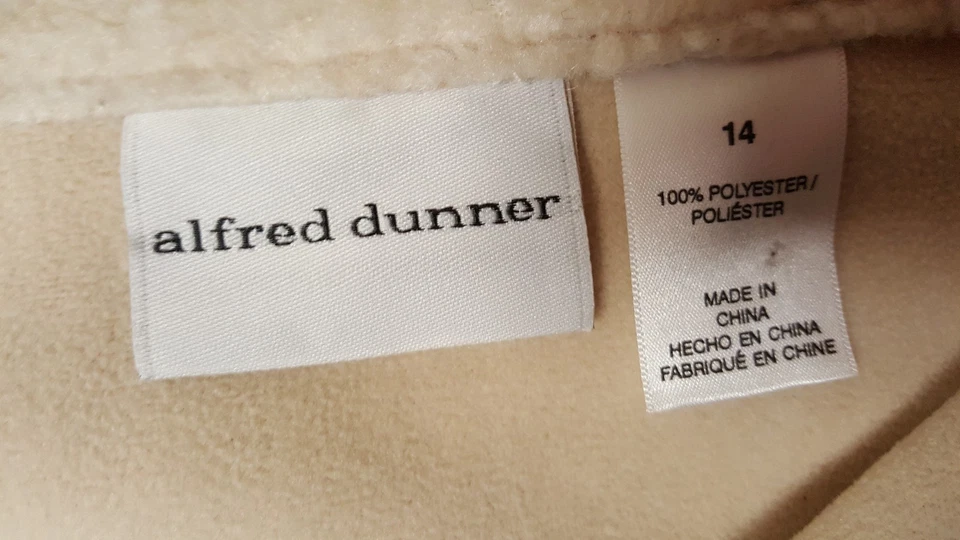 alfred dunner
14
100% POLYESTER/
POLIÉSTER
MADE IN
CHINA
HECHO EN CHINA
FABRIQUÉ EN CHINE